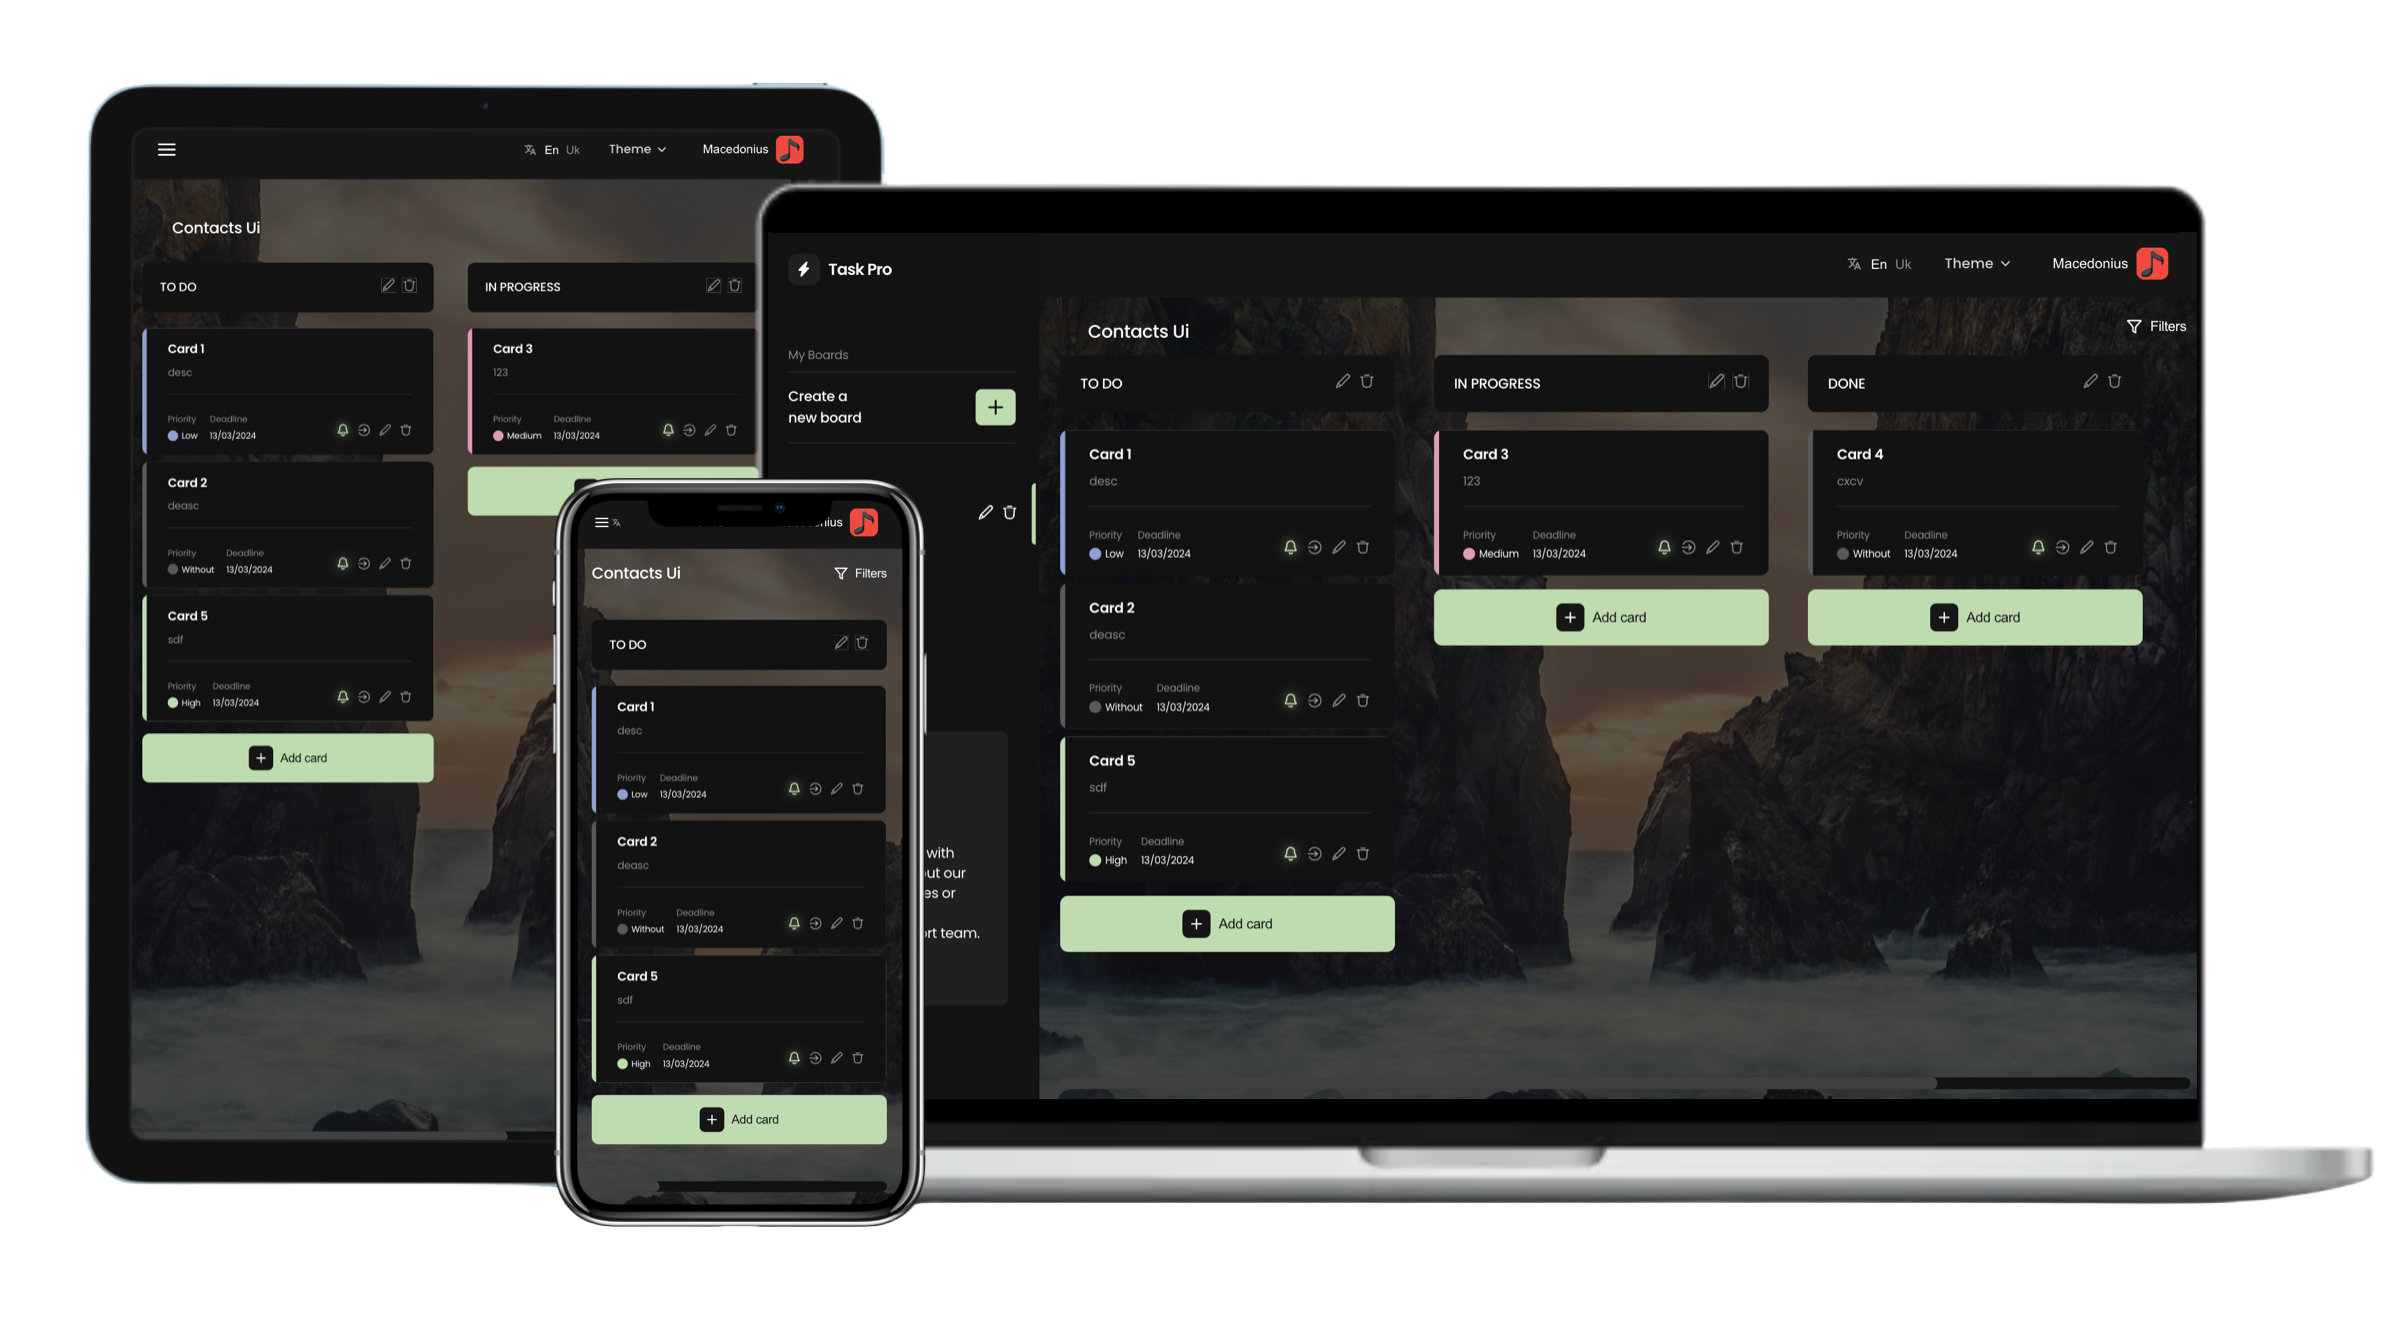 En Uk Theme Macedonius
Contacts Ui
TO DO
IN PROGRESS
Card 1
desc
Priority Deadline
Low 13/03/2024
Card 3
123
Priority Deadline
Medium 13/03/2024
Card 2
deasc
Priority Deadline
Without 13/03/2024
Card 5
sdf
Priority Deadline
High 13/03/2024
Add card
Contacts Ui
Filters
TO DO
Card 1
desc
Priority Deadline
Low 13/03/2024
Card 2
deasc
Priority Deadline
Without 13/03/2024
Card 5
sdf
Priority Deadline
High 13/03/2024
Add card
Task Pro
My Boards
Create a
new board
with
our
or
team.
En Uk Theme Macedonius
Contacts Ui
Filters
TO DO
Card 1
desc
Priority Deadline
Low 13/03/2024
Card 2
deasc
Priority Deadline
Without 13/03/2024
Card 5
sdf
Priority Deadline
High 13/03/2024
Add card
IN PROGRESS
Card 3
123
Priority Deadline
Medium 13/03/2024
Add card
DONE
Card 4
cxcv
Priority Deadline
Without 13/03/2024
Add card